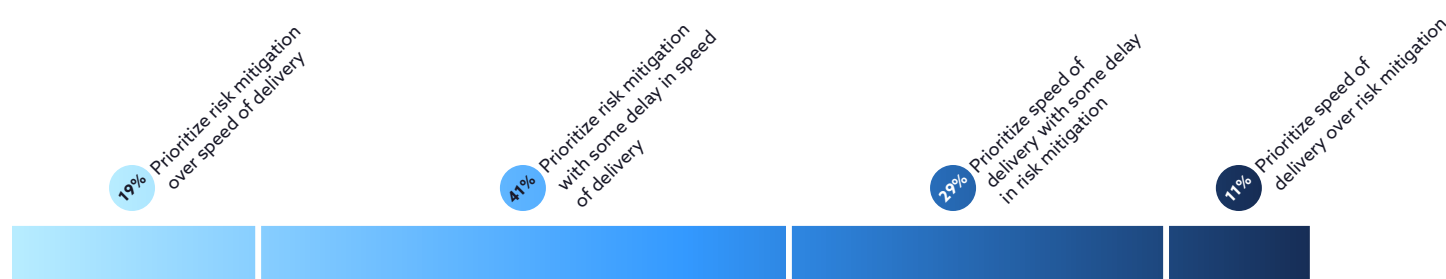 19%
Prioritize risk mitigation
over speed of delivery
41%
Prioritize risk mitigation
with some delay in speed
of delivery
29%
Prioritize speed of
delivery with some delay
in risk mitigation
11%
Prioritize speed of
delivery over risk mitigation